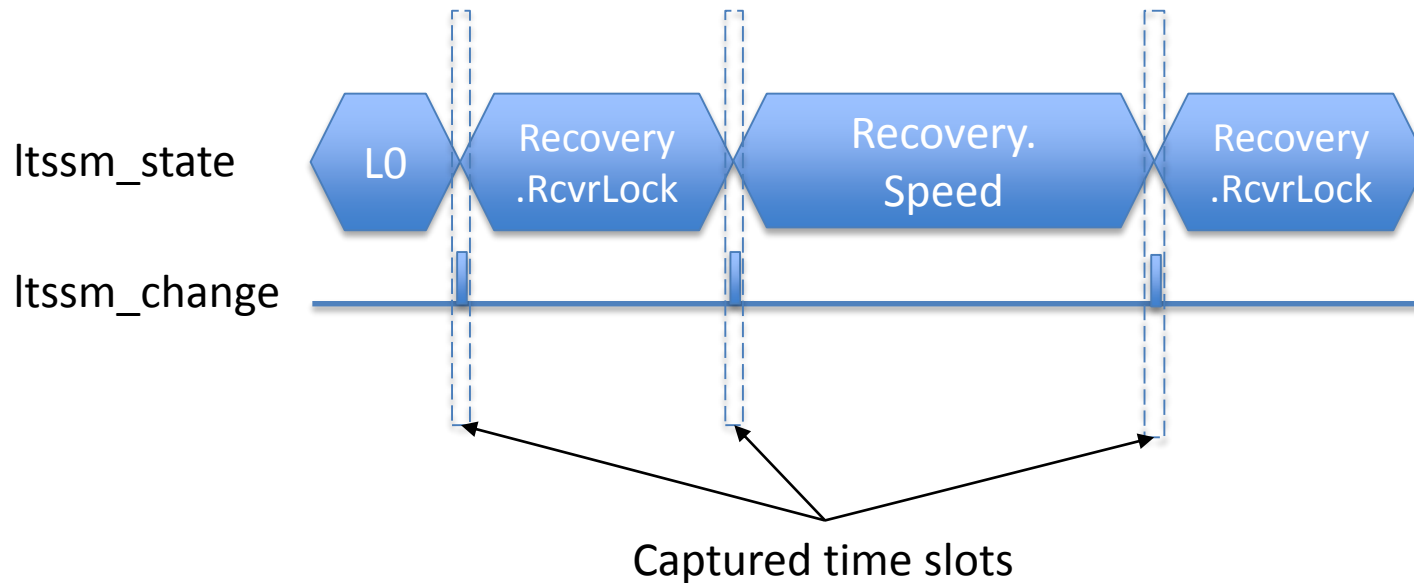 ltssm_state
L0
Recovery
.RcvrLock
Recovery.
Speed
Recovery
.RcvrLock
ltssm_change
Captured time slots